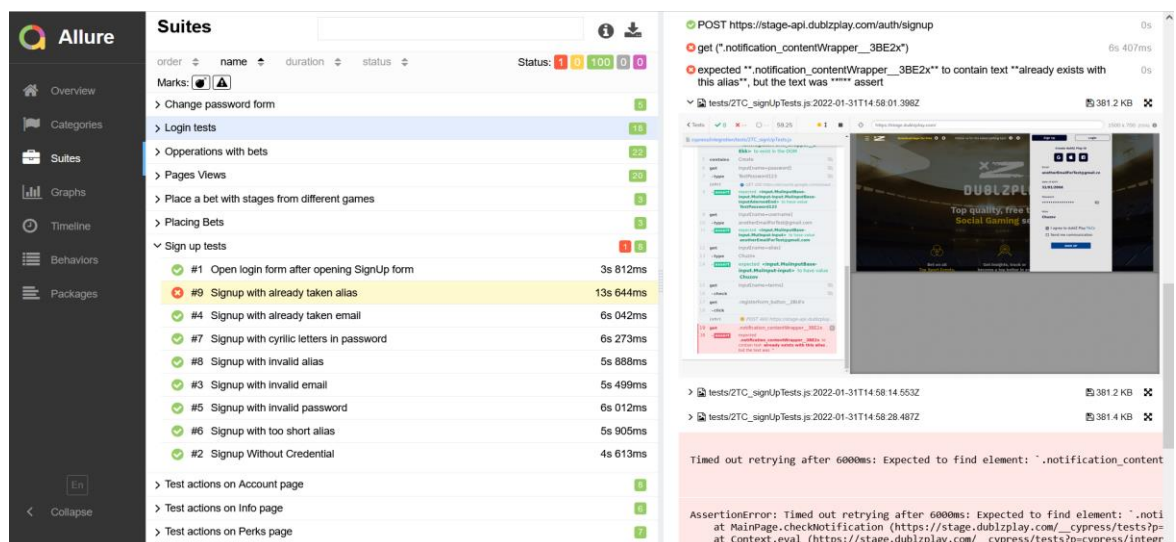 Allure
Overview
Categories
Suites
Graphs
Timeline
Behaviors
Packages
En
Collapse
Suites
order name duration status Status: 1 0 100 0 0
Marks:
Change password form 5
Login tests 18
Opperations with bets 22
Pages Views 20
Place a bet with stages from different games 3
Placing Bets 3
Sign up tests 1 8
#1 Open login form after opening SignUp form 3s 812ms
#9 Signup with already taken alias 13s 644ms
#4 Signup with already taken email 6s 042ms
#7 Signup with cyrilic letters in password 6s 273ms
#8 Signup with invalid alias 5s 888ms
#3 Signup with invalid email 5s 499ms
#5 Signup with invalid password 6s 012ms
#6 Signup with too short alias 5s 905ms
#2 Signup Without Credential 4s 613ms
Test actions on Account page 8
Test actions on Info page 6
Test actions on Perks page 7
POST https://stage-api.dublzplay.com/auth/signup 0s
get (".notification_contentWrapper__3BE2x") 6s 407ms
expected **.notification_contentWrapper__3BE2x** to contain text **already exists with 0s
this alias**, but the text was **""** assert
tests/2TC_signUpTests.js:2022-01-31T14:58:01.398Z 381.2 KB
Tests
59.25
DUBLZPL
Top quality, free t
Social Gaming s
tests/2TC_signUpTests.js:2022-01-31T14:58:14.553Z 381.2 KB
tests/2TC_signUpTests.js:2022-01-31T14:58:28.487Z 381.4 KB
Timed out retrying after 6000ms: Expected to find element: `.notification_content
AssertionError: Timed out retrying after 6000ms: Expected to find element: `.noti
at MainPage.checkNotification (https://stage.dublzplay.com/__cypress/tests?p=
at Context.eval (https://stage.dublzplay.com/__cypress/tests?p=cypress/integr